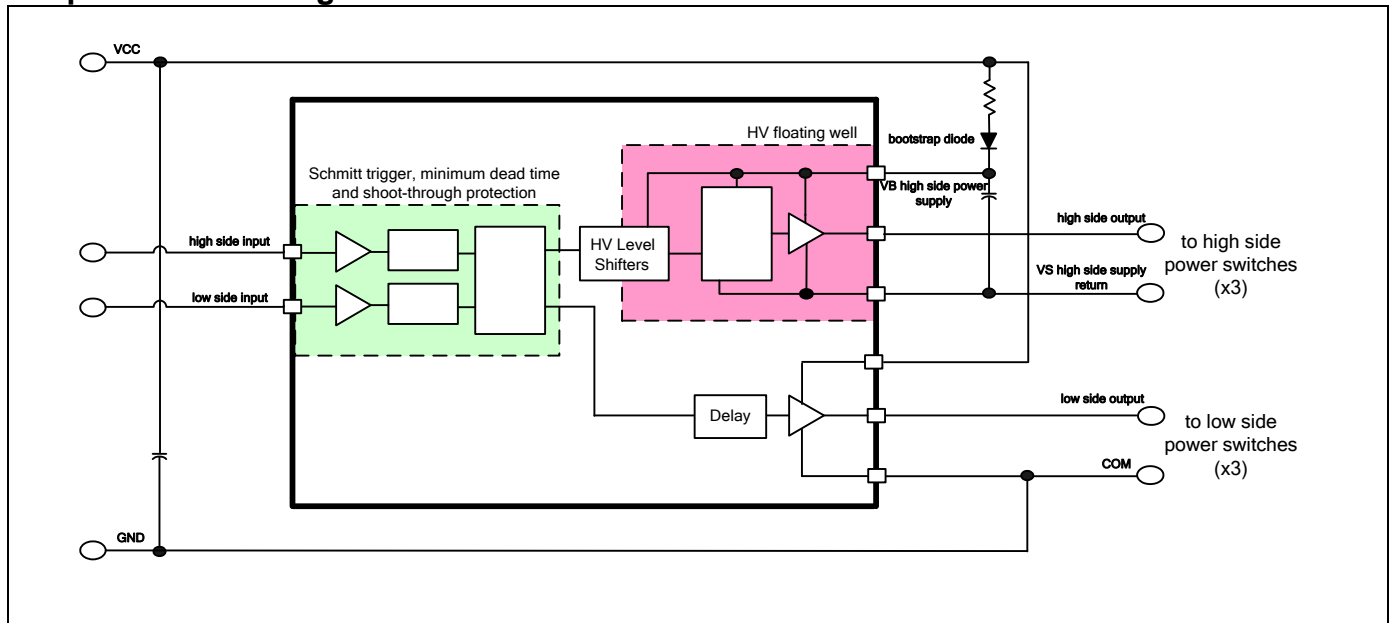 VCC
HV floating well
bootstrap diode
Schmitt trigger, minimum dead time
and shoot-through protection
VB high side power
supply
high side output
high side input
HV Level
Shifters
to high side
power switches
(x3)
VS high side supply
return
low side input
low side output
Delay
to low side
power switches
(x3)
COM
GND